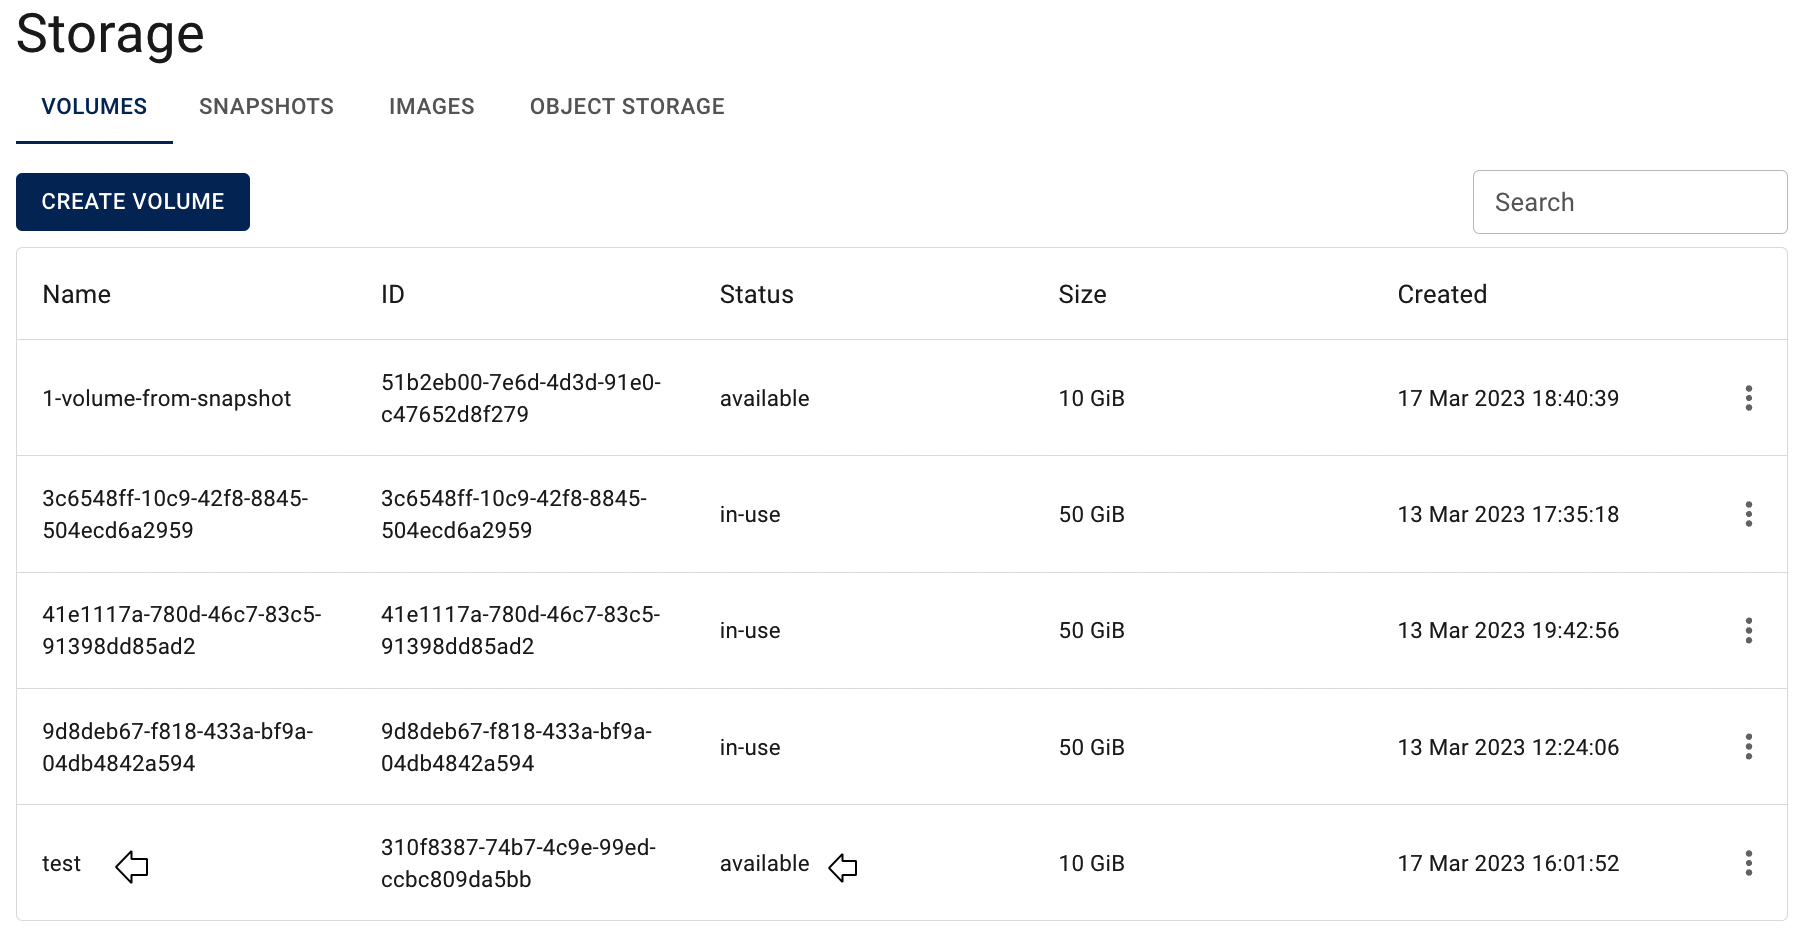 Storage
VOLUMES SNAPSHOTS IMAGES OBJECT STORAGE
CREATE VOLUME Search
Name ID Status Size Created
1-volume-from-snapshot 51b2eb00-7e6d-4d3d-91e0- available 10 GiB 17 Mar 2023 18:40:39
c47652d8f279
3c6548ff-10c9-42f8-8845- 3c6548ff-10c9-42f8-8845- in-use 50 GiB 13 Mar 2023 17:35:18
504ecd6a2959 504ecd6a2959
41e1117a-780d-46c7-83c5- 41e1117a-780d-46c7-83c5- in-use 50 GiB 13 Mar 2023 19:42:56
91398dd85ad2 91398dd85ad2
9d8deb67-f818-433a-bf9a- 9d8deb67-f818-433a-bf9a- in-use 50 GiB 13 Mar 2023 12:24:06
04db4842a594 04db4842a594
test 310f8387-74b7-4c9e-99ed- available 10 GiB 17 Mar 2023 16:01:52
ccbc809da5bb